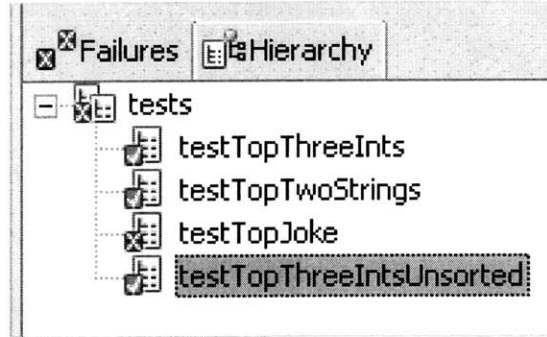 Failures Hierarchy
tests
testTopThreeInts
testTopTwoStrings
testTopJoke
testTopThreeIntsUnsorted